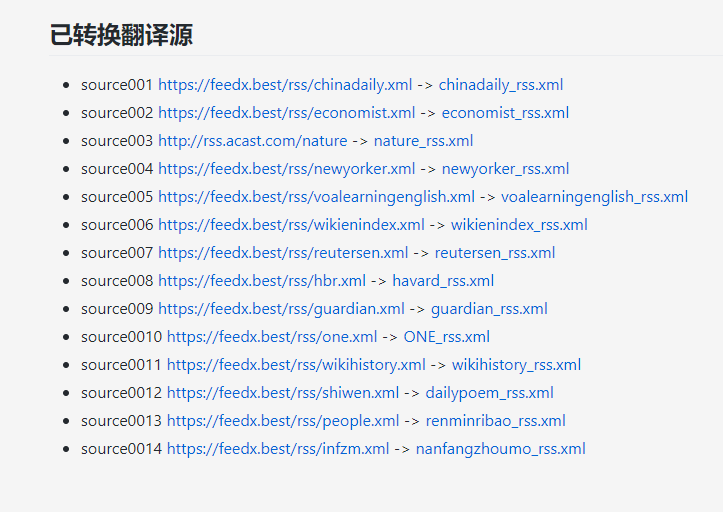 已转换翻译源
source001 https://feedx.best/rss/chinadaily.xml -> chinadaily_rss.xml
source002 https://feedx.best/rss/economist.xml -> economist_rss.xml
source003 http://rss.acast.com/nature -> nature_rss.xml
source004 https://feedx.best/rss/newyorker.xml -> newyorker_rss.xml
source005 https://feedx.best/rss/voalearningenglish.xml -> voalearningenglish_rss.xml
source006 https://feedx.best/rss/wikienindex.xml -> wikienindex_rss.xml
source007 https://feedx.best/rss/reutersen.xml -> reutersen_rss.xml
source008 https://feedx.best/rss/hbr.xml -> havard_rss.xml
source009 https://feedx.best/rss/guardian.xml -> guardian_rss.xml
source0010 https://feedx.best/rss/one.xml -> ONE_rss.xml
source0011 https://feedx.best/rss/wikihistory.xml -> wikihistory_rss.xml
source0012 https://feedx.best/rss/shiwen.xml -> dailypoem_rss.xml
source0013 https://feedx.best/rss/people.xml -> renminribao_rss.xml
source0014 https://feedx.best/rss/infzm.xml -> nanfangzhoumo_rss.xml